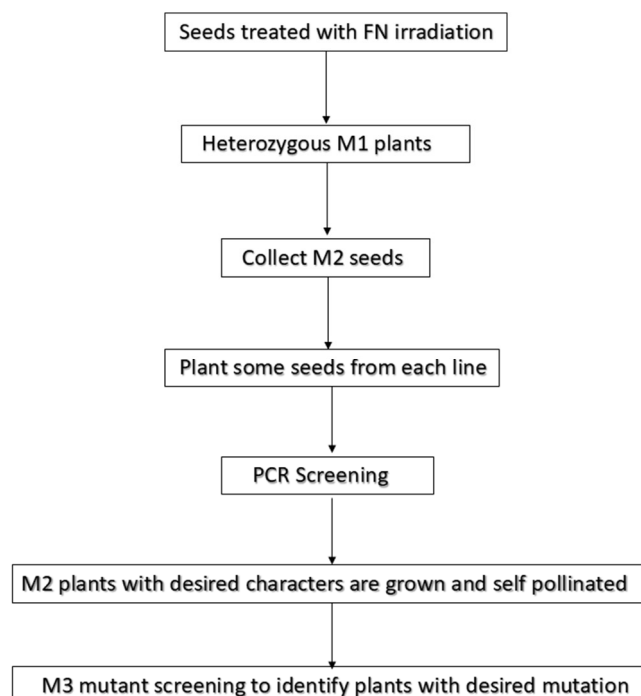 Seeds treated with FN irradiation
Heterozygous M1 plants
Collect M2 seeds
Plant some seeds from each line
PCR Screening
M2 plants with desired characters are grown and self pollinated
M3 mutant screening to identify plants with desired mutation